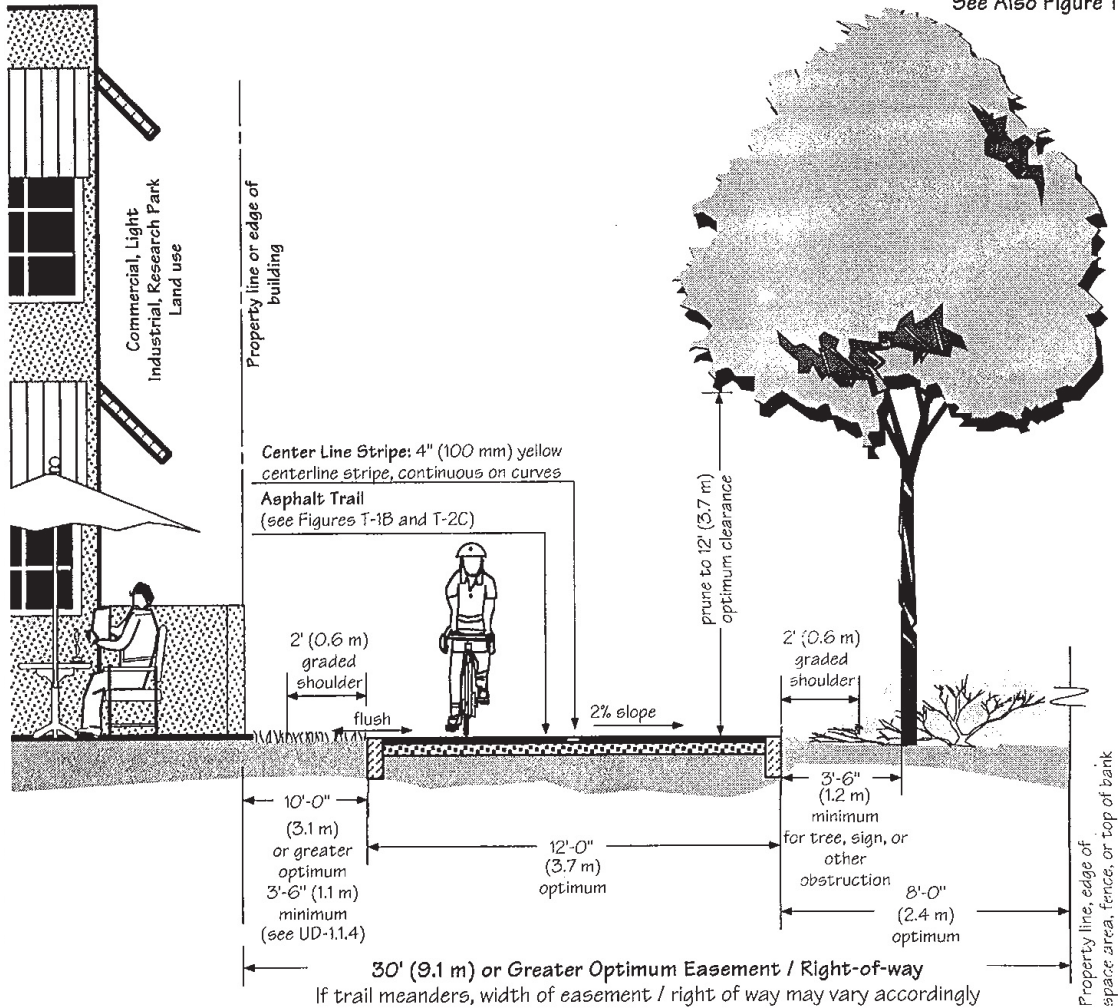 See Also Figure
Commercial, Light
Industrial, Research Park
Land use
Property line or edge of
building
Center Line Stripe: 4" (100 mm) yellow
centerline stripe, continuous on curves
Asphalt Trail
(see Figures T-1B and T-2C)
prune to 12' (3.7 m)
optimum clearance
2' (0.6 m)
graded
shoulder
flush
2% slope
2' (0.6 m)
graded
shoulder
10'-0"
(3.1 m)
or greater
optimum
3'-6" (1.1 m)
minimum
(see UD-1.1.4)
12'-0"
(3.7 m)
optimum
3'-6"
(1.2 m)
minimum
for tree, sign, or
other
obstruction
8'-0"
(2.4 m)
optimum
Property line, edge of
space area, fence, or top of bank
30' (9.1 m) or Greater Optimum Easement / Right-of-way
If trail meanders, width of easement / right of way may vary accordingly